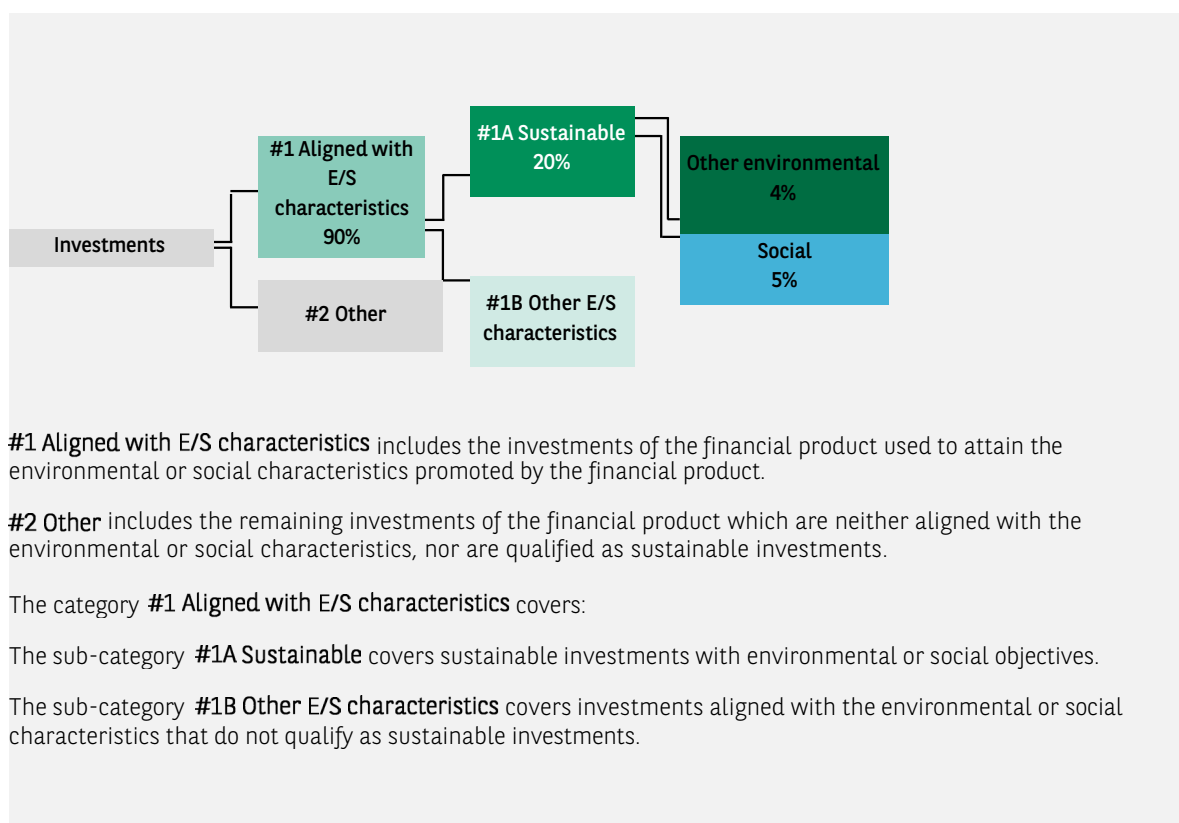 Investments
#1 Aligned with
E/S
characteristics
90%
#2 Other
#1A Sustainable
20%
#1B Other E/S
characteristics
Other environmental
4%
Social
5%
#1 Aligned with E/S characteristics includes the investments of the financial product used to attain the
environmental or social characteristics promoted by the financial product.
#2 Other includes the remaining investments of the financial product which are neither aligned with the
environmental or social characteristics, nor are qualified as sustainable investments.
The category #1 Aligned with E/S characteristics covers:
The sub-category #1A Sustainable covers sustainable investments with environmental or social objectives.
The sub-category #1B Other E/S characteristics covers investments aligned with the environmental or social
characteristics that do not qualify as sustainable investments.